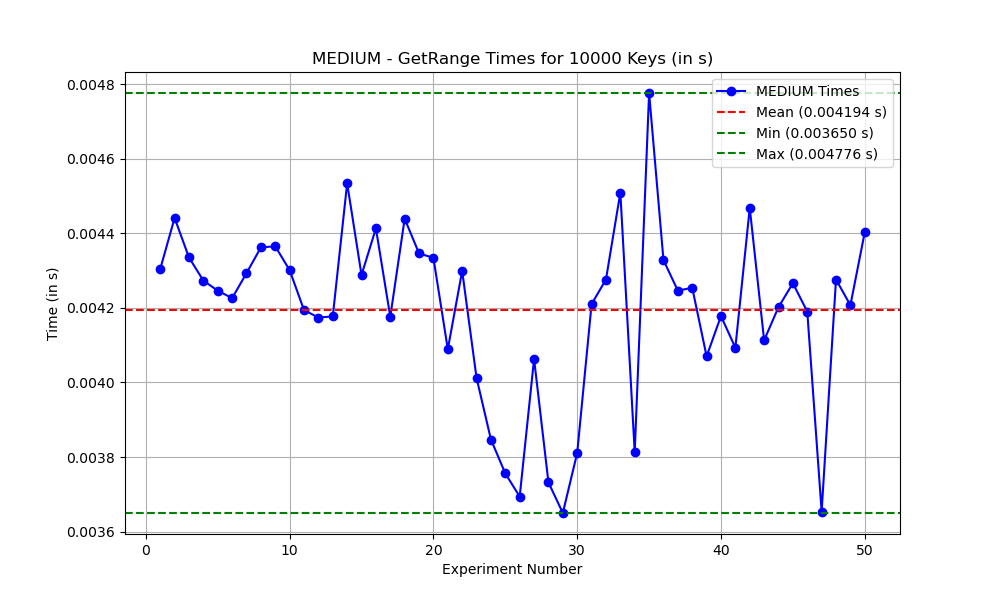 MEDIUM - GetRange Times for 10000 Keys (in s)
0.0048
0.0046
0.0044
0.0042
0.0040
0.0038
0.0036
Time (in s)
MEDIUM Times
Mean (0.004194 s)
Min (0.003650 s)
Max (0.004776 s)
0 10 20 30 40 50
Experiment Number